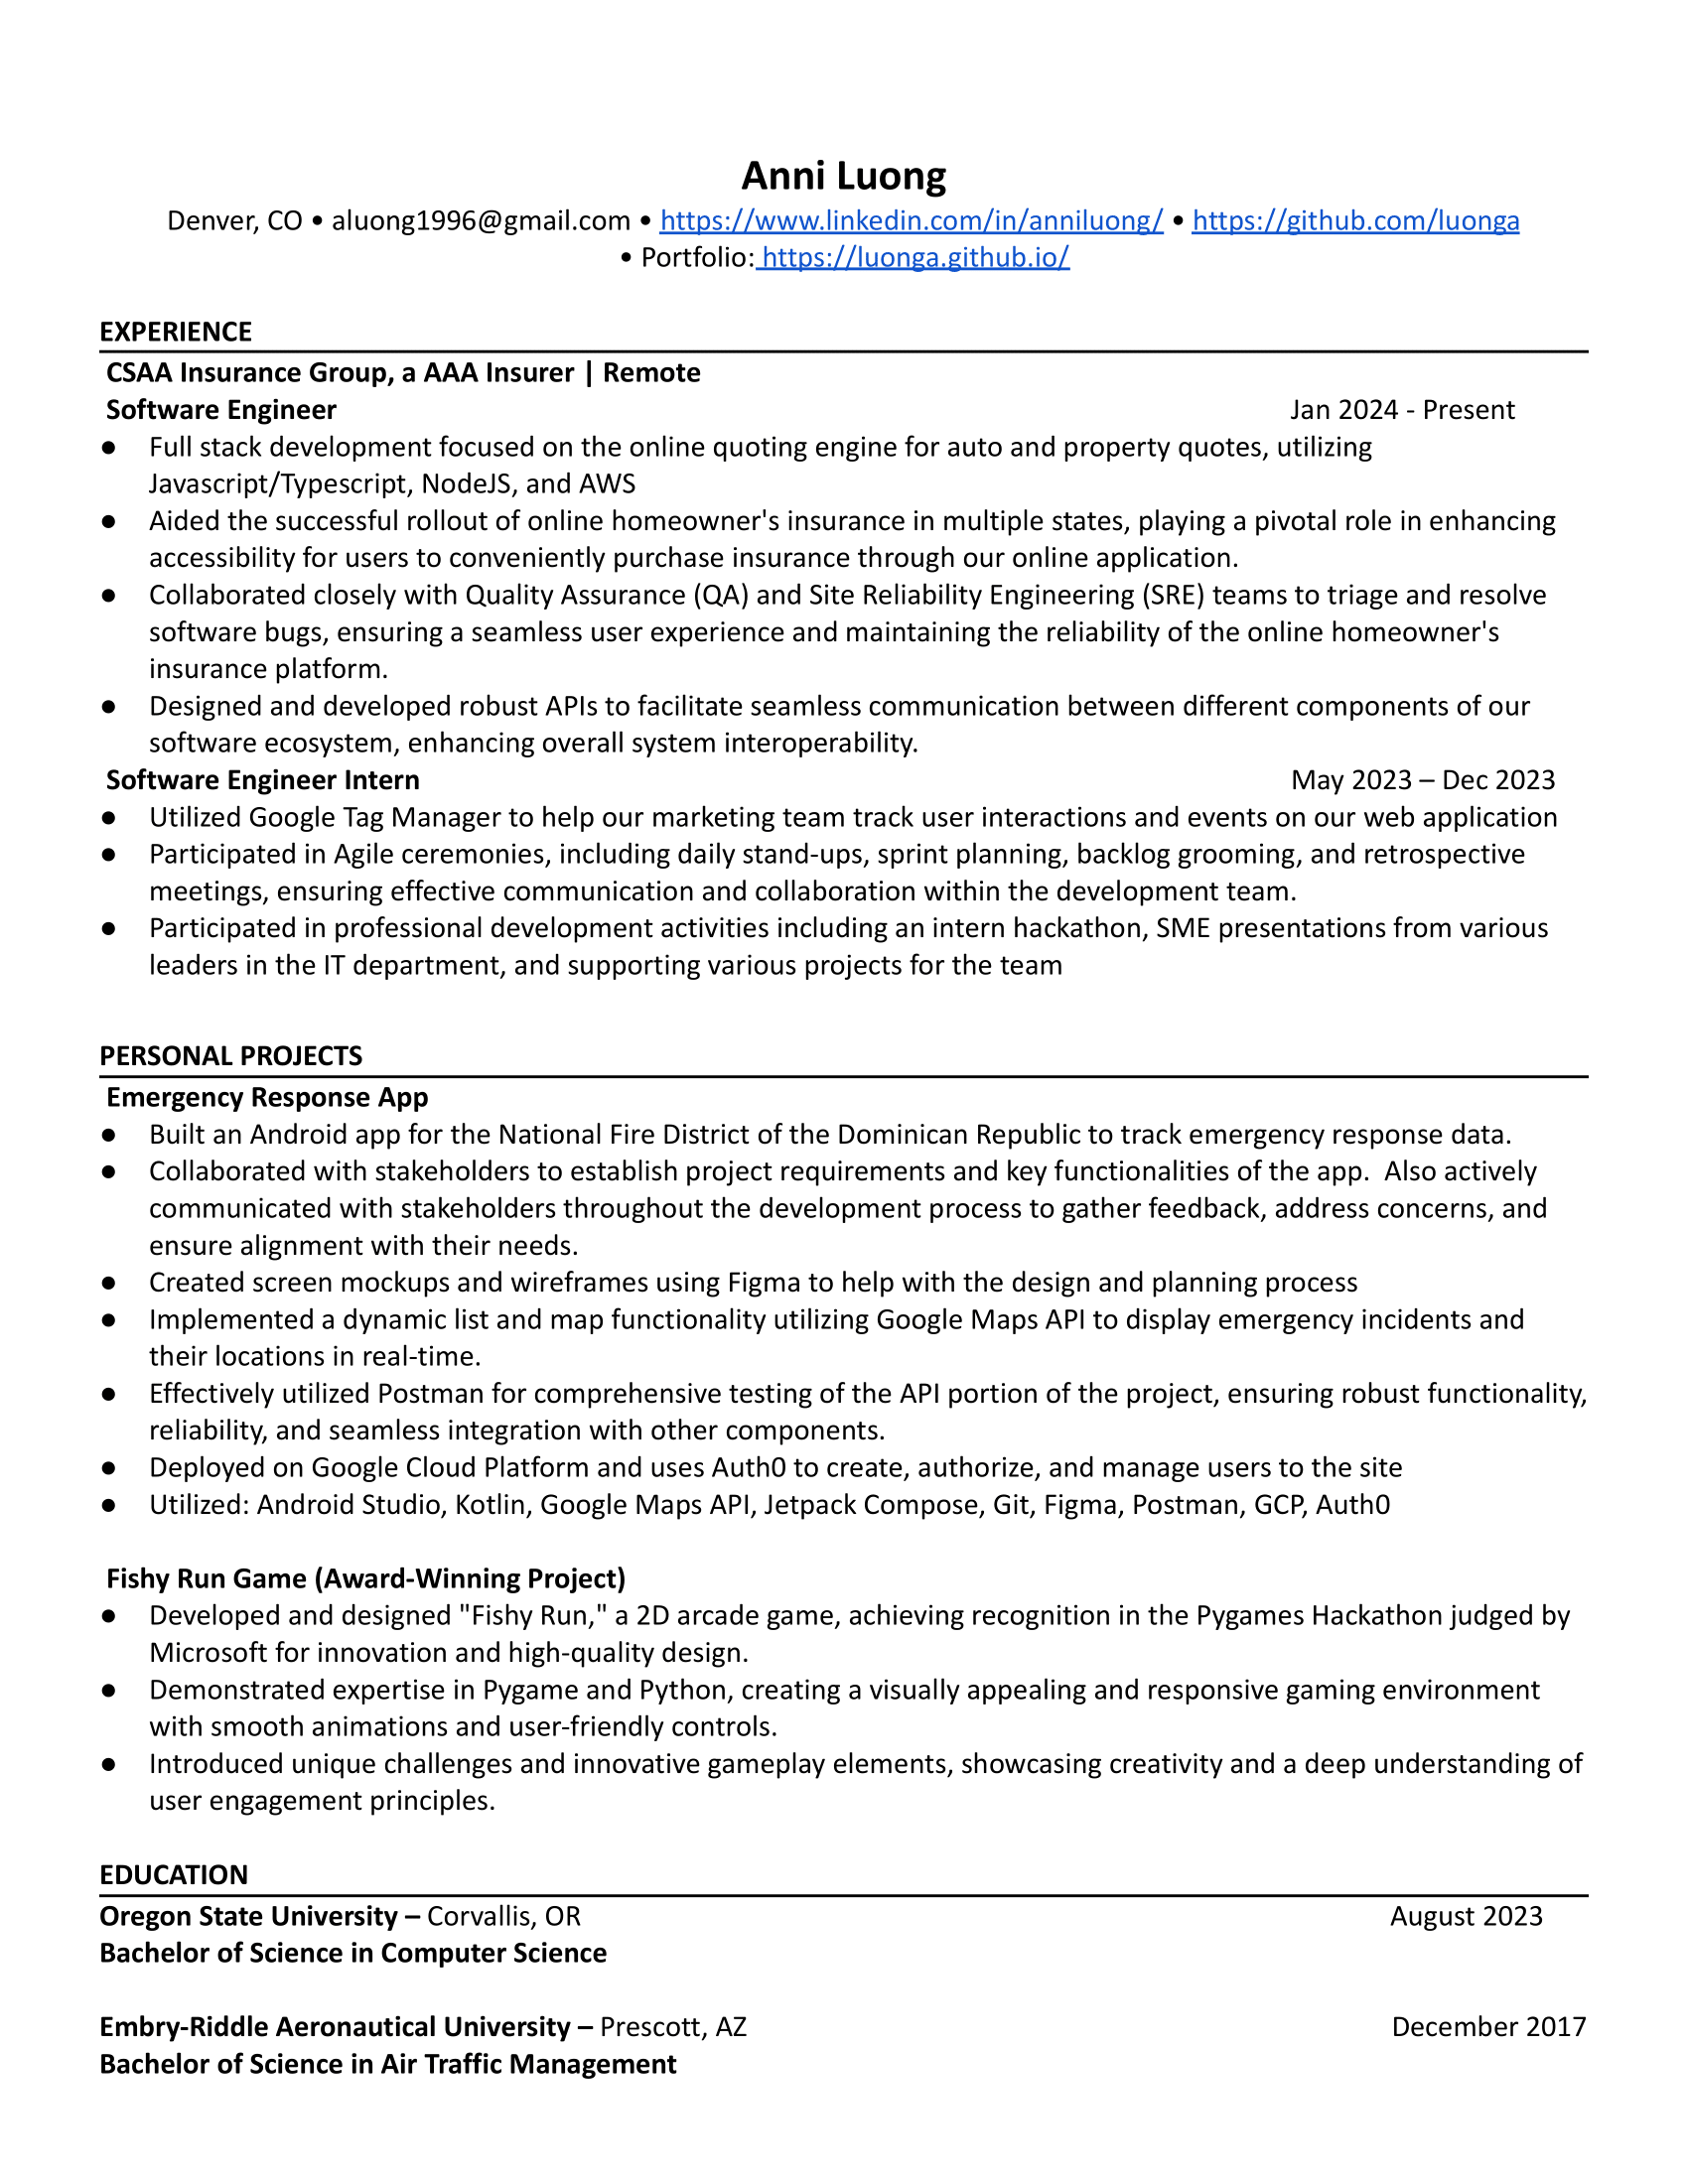 Anni Luong
Denver, CO • aluong1996@gmail.com • https://www.linkedin.com/in/anniluong/ • https://github.com/luonga
• Portfolio: https://luonga.github.io/
EXPERIENCE
CSAA Insurance Group, a AAA Insurer | Remote
Software Engineer Jan 2024 - Present
● Full stack development focused on the online quoting engine for auto and property quotes, utilizing
Javascript/Typescript, NodeJS, and AWS
● Aided the successful rollout of online homeowner's insurance in multiple states, playing a pivotal role in enhancing
accessibility for users to conveniently purchase insurance through our online application.
● Collaborated closely with Quality Assurance (QA) and Site Reliability Engineering (SRE) teams to triage and resolve
software bugs, ensuring a seamless user experience and maintaining the reliability of the online homeowner's
insurance platform.
● Designed and developed robust APIs to facilitate seamless communication between different components of our
software ecosystem, enhancing overall system interoperability.
Software Engineer Intern May 2023 – Dec 2023
● Utilized Google Tag Manager to help our marketing team track user interactions and events on our web application
● Participated in Agile ceremonies, including daily stand-ups, sprint planning, backlog grooming, and retrospective
meetings, ensuring effective communication and collaboration within the development team.
● Participated in professional development activities including an intern hackathon, SME presentations from various
leaders in the IT department, and supporting various projects for the team
PERSONAL PROJECTS
Emergency Response App
● Built an Android app for the National Fire District of the Dominican Republic to track emergency response data.
● Collaborated with stakeholders to establish project requirements and key functionalities of the app.  Also actively
communicated with stakeholders throughout the development process to gather feedback, address concerns, and
ensure alignment with their needs.
● Created screen mockups and wireframes using Figma to help with the design and planning process
● Implemented a dynamic list and map functionality utilizing Google Maps API to display emergency incidents and
their locations in real-time.
● Effectively utilized Postman for comprehensive testing of the API portion of the project, ensuring robust functionality,
reliability, and seamless integration with other components.
● Deployed on Google Cloud Platform and uses Auth0 to create, authorize, and manage users to the site
● Utilized: Android Studio, Kotlin, Google Maps API, Jetpack Compose, Git, Figma, Postman, GCP, Auth0
Fishy Run Game (Award-Winning Project)
● Developed and designed "Fishy Run," a 2D arcade game, achieving recognition in the Pygames Hackathon judged by
Microsoft for innovation and high-quality design.
● Demonstrated expertise in Pygame and Python, creating a visually appealing and responsive gaming environment
with smooth animations and user-friendly controls.
● Introduced unique challenges and innovative gameplay elements, showcasing creativity and a deep understanding of
user engagement principles.
EDUCATION
Oregon State University – Corvallis, OR August 2023
Bachelor of Science in Computer Science
Embry-Riddle Aeronautical University – Prescott, AZ December 2017
Bachelor of Science in Air Traffic Management